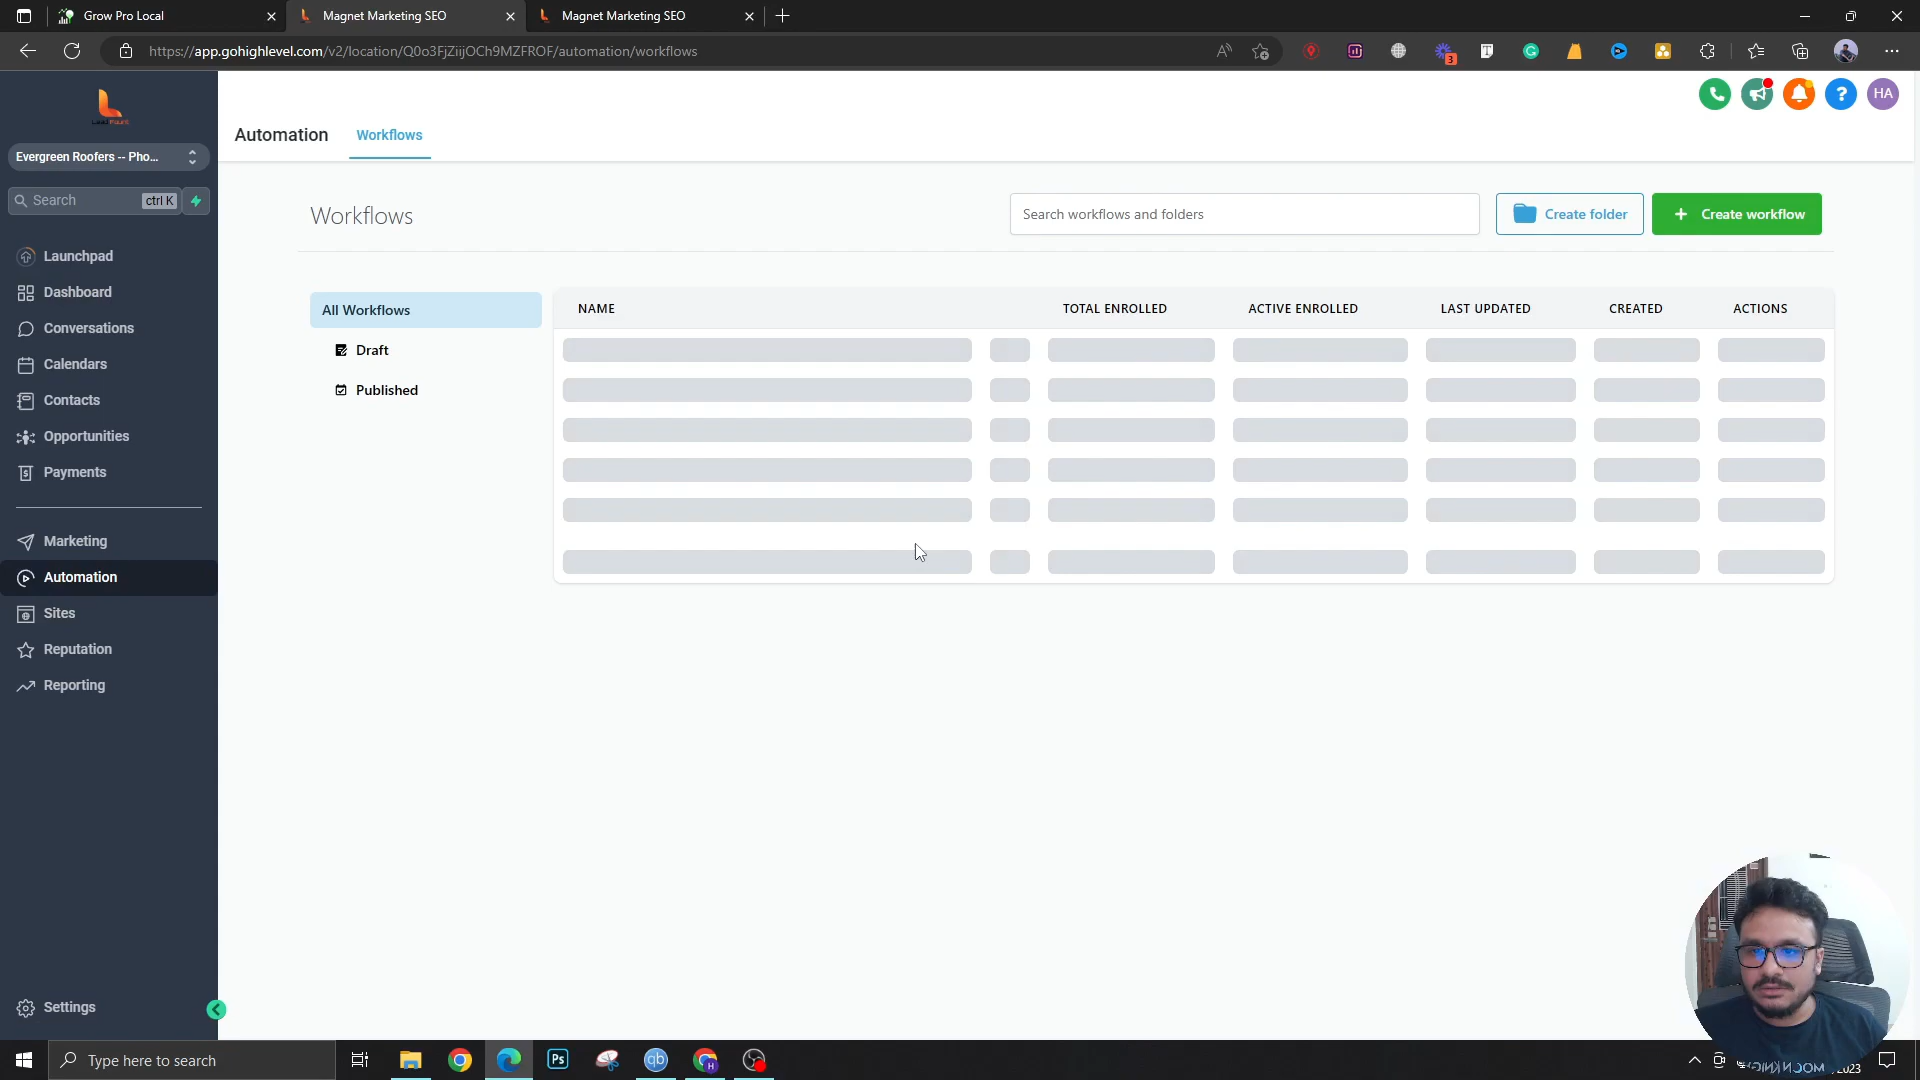 Grow Pro Local
Magnet Marketing SEO
Magnet Marketing SEO
https://app.gohighlevel.com/v2/location/Q0o3FjZiijOCh9MZFROF/automation/workflows
3
HA
Automation
Workflows
Evergreen Roofers -- Pho...
Search
ctrl K
Workflows
Search workflows and folders
Create folder
+ Create workflow
Launchpad
Dashboard
Conversations
Calendars
Contacts
Opportunities
Payments
Marketing
Automation
Sites
Reputation
Reporting
Settings
All Workflows
Draft
Published
NAME
TOTAL ENROLLED
ACTIVE ENROLLED
LAST UPDATED
CREATED
ACTIONS
Type here to search
Ps
qb
H